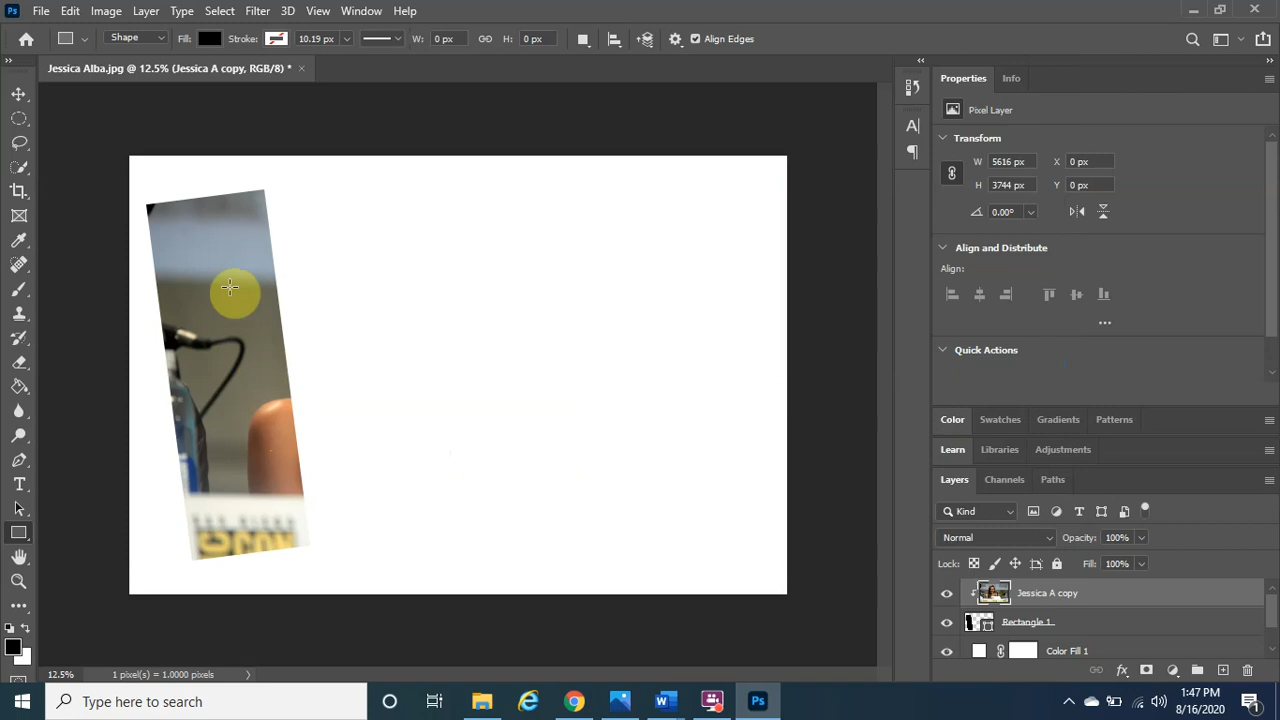 Ps File Edit Image Layer Type Select Filter 3D View Window Help
Shape Fill: Stroke: 10.19 px W: 0 px H: 0 px Align Edges
Jessica Alba.jpg @ 12.5% (Jessica A copy, RGB/8) *
Properties Info
Pixel Layer
Transform
W 5616 px X 0 px
H 3744 px Y 0 px
0.00°
Align and Distribute
Align:
Quick Actions
Color Swatches Gradients Patterns
Learn Libraries Adjustments
Layers Channels Paths
Kind
Normal Opacity: 100%
Lock: Fill: 100%
Jessica A copy
Rectangle 1
Color Fill 1
12.5% 1 pixel(s) = 1.0000 pixels
Type here to search
1:47 PM
8/16/2020